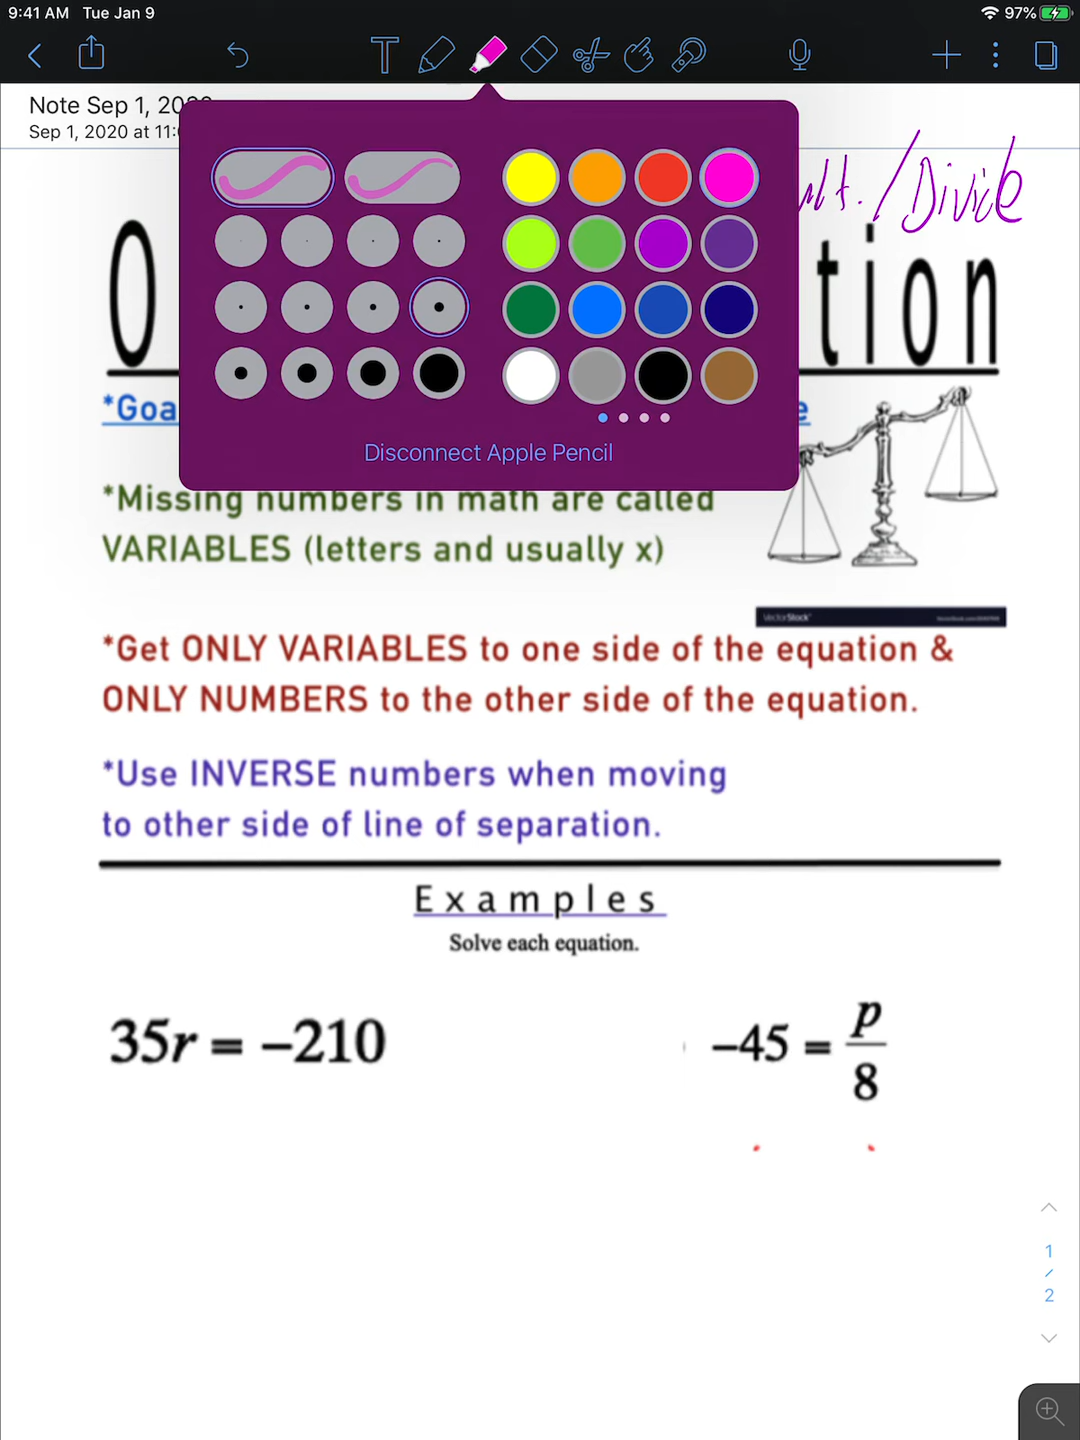 9:41 AM Tue Jan 9
97%
Note Sep 1, 20
Sep 1, 2020 at 11:
/Divide
O
tion
*Goa
e
Disconnect Apple Pencil
*Missing numbers in math are called
VARIABLES (letters and usually x)
VectorStock
*Get ONLY VARIABLES to one side of the equation &
ONLY NUMBERS to the other side of the equation.
*Use INVERSE numbers when moving
to other side of line of separation.
Examples
Solve each equation.
35r = −210
−45 = p/8
1
/
2